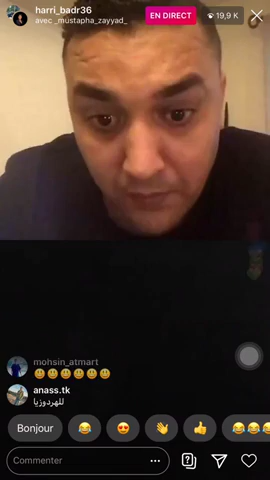 harri_badr36
avec _mustapha_zayyad_
EN DIRECT
19,9 K
mohsin_atmart
😃😃😃😃😃😃
anass.tk
للهردوزيا
Bonjour
😂
😍
👋
👍
😂😂😂
Commenter